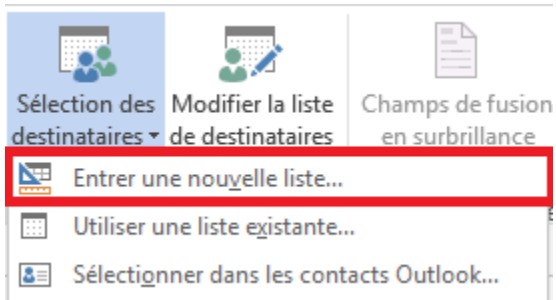 Sélection des
destinataires
Modifier la liste
de destinataires
Champs de fusion
en surbrillance
Entrer une nouvelle liste...
Utiliser une liste existante...
Sélectionner dans les contacts Outlook...